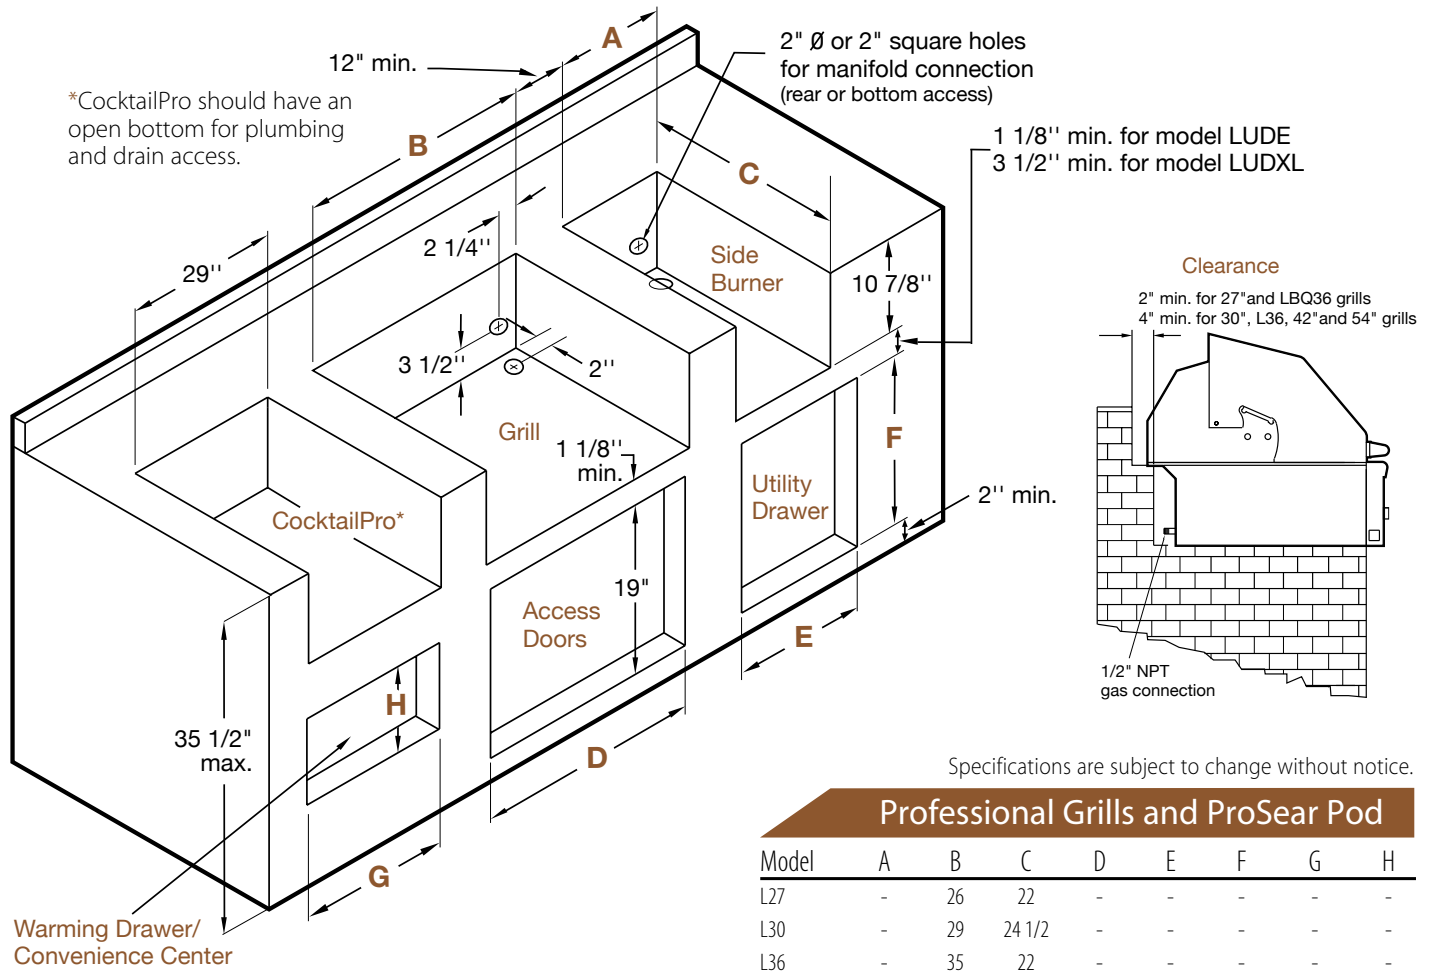 A
12" min.
2" Ø or 2" square holes
for manifold connection
(rear or bottom access)
*CocktailPro should have an
open bottom for plumbing
and drain access.
B
1 1/8'' min. for model LUDE
3 1/2'' min. for model LUDXL
C
2 1/4''
29''
Side
Burner
10 7/8''
3 1/2''
2''
Grill
1 1/8''
min.
F
CocktailPro*
Utility
Drawer
2'' min.
19"
Access
Doors
E
H
35 1/2"
max.
D
G
Warming Drawer/
Convenience Center
Clearance
2" min. for 27"and LBQ36 grills
4" min. for 30", L36, 42"and 54" grills
1/2" NPT
gas connection
Specifications are subject to change without notice.
Professional Grills and ProSear Pod
Model A B C D E F G H
L27 - 26 22 - - - - -
L30 - 29 24 1/2 - - - - -
L36 - 35 22 - - - - -